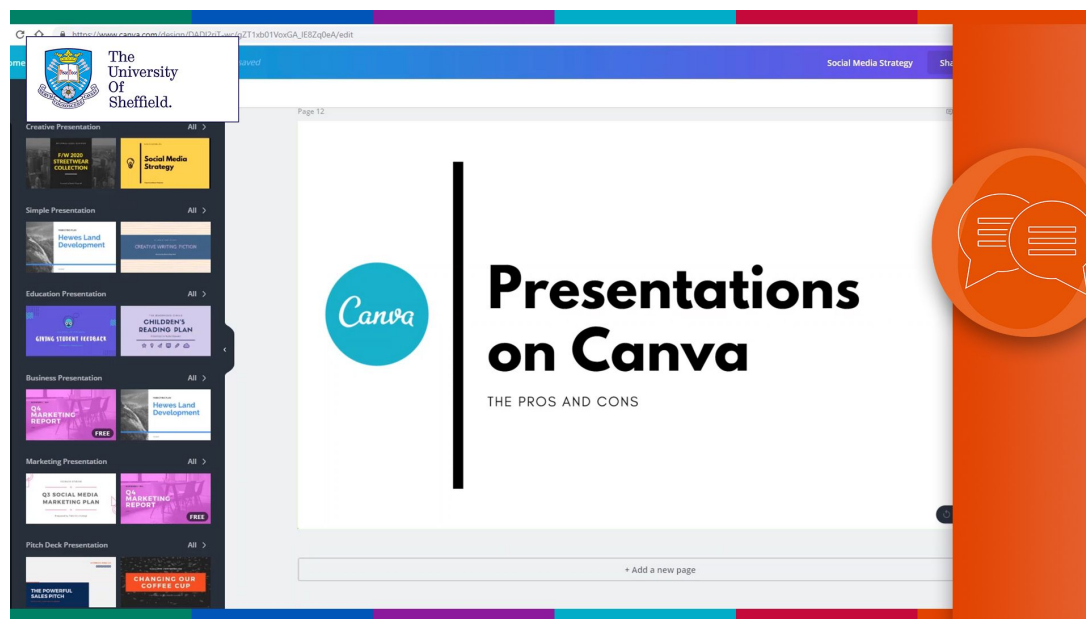 https://www.canva.com/design/
GA_IE8Zq0eA/edit
The
University
Of
Sheffield.
saved
Social Media Strategy
Sha
Page 12
Creative Presentation
All >
F/W 2020
STREETWEAR
COLLECTION
Social Media
Strategy
Simple Presentation
All >
Hewes Land
Development
CREATIVE WRITING: FICTION
Education Presentation
All >
GIVING STUDENT FEEDBACK
CHILDREN'S
READING PLAN
Business Presentation
All >
Q4
MARKETING
REPORT
FREE
Hewes Land
Development
Marketing Presentation
All >
Q3 SOCIAL MEDIA
MARKETING PLAN
Q4
MARKETING
REPORT
FREE
Pitch Deck Presentation
All >
THE POWERFUL
SALES PITCH
CHANGING OUR
COFFEE CUP
Canva
Presentations
on Canva
THE PROS AND CONS
+ Add a new page